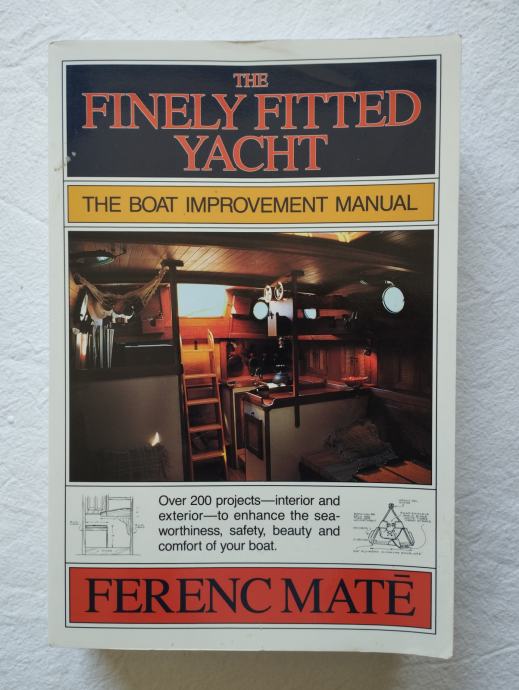 THE
FINELY FITTED
YACHT
THE BOAT IMPROVEMENT MANUAL
Over 200 projects—interior and
exterior—to enhance the sea-
worthiness, safety, beauty and
comfort of your boat.
FERENC MATĒ